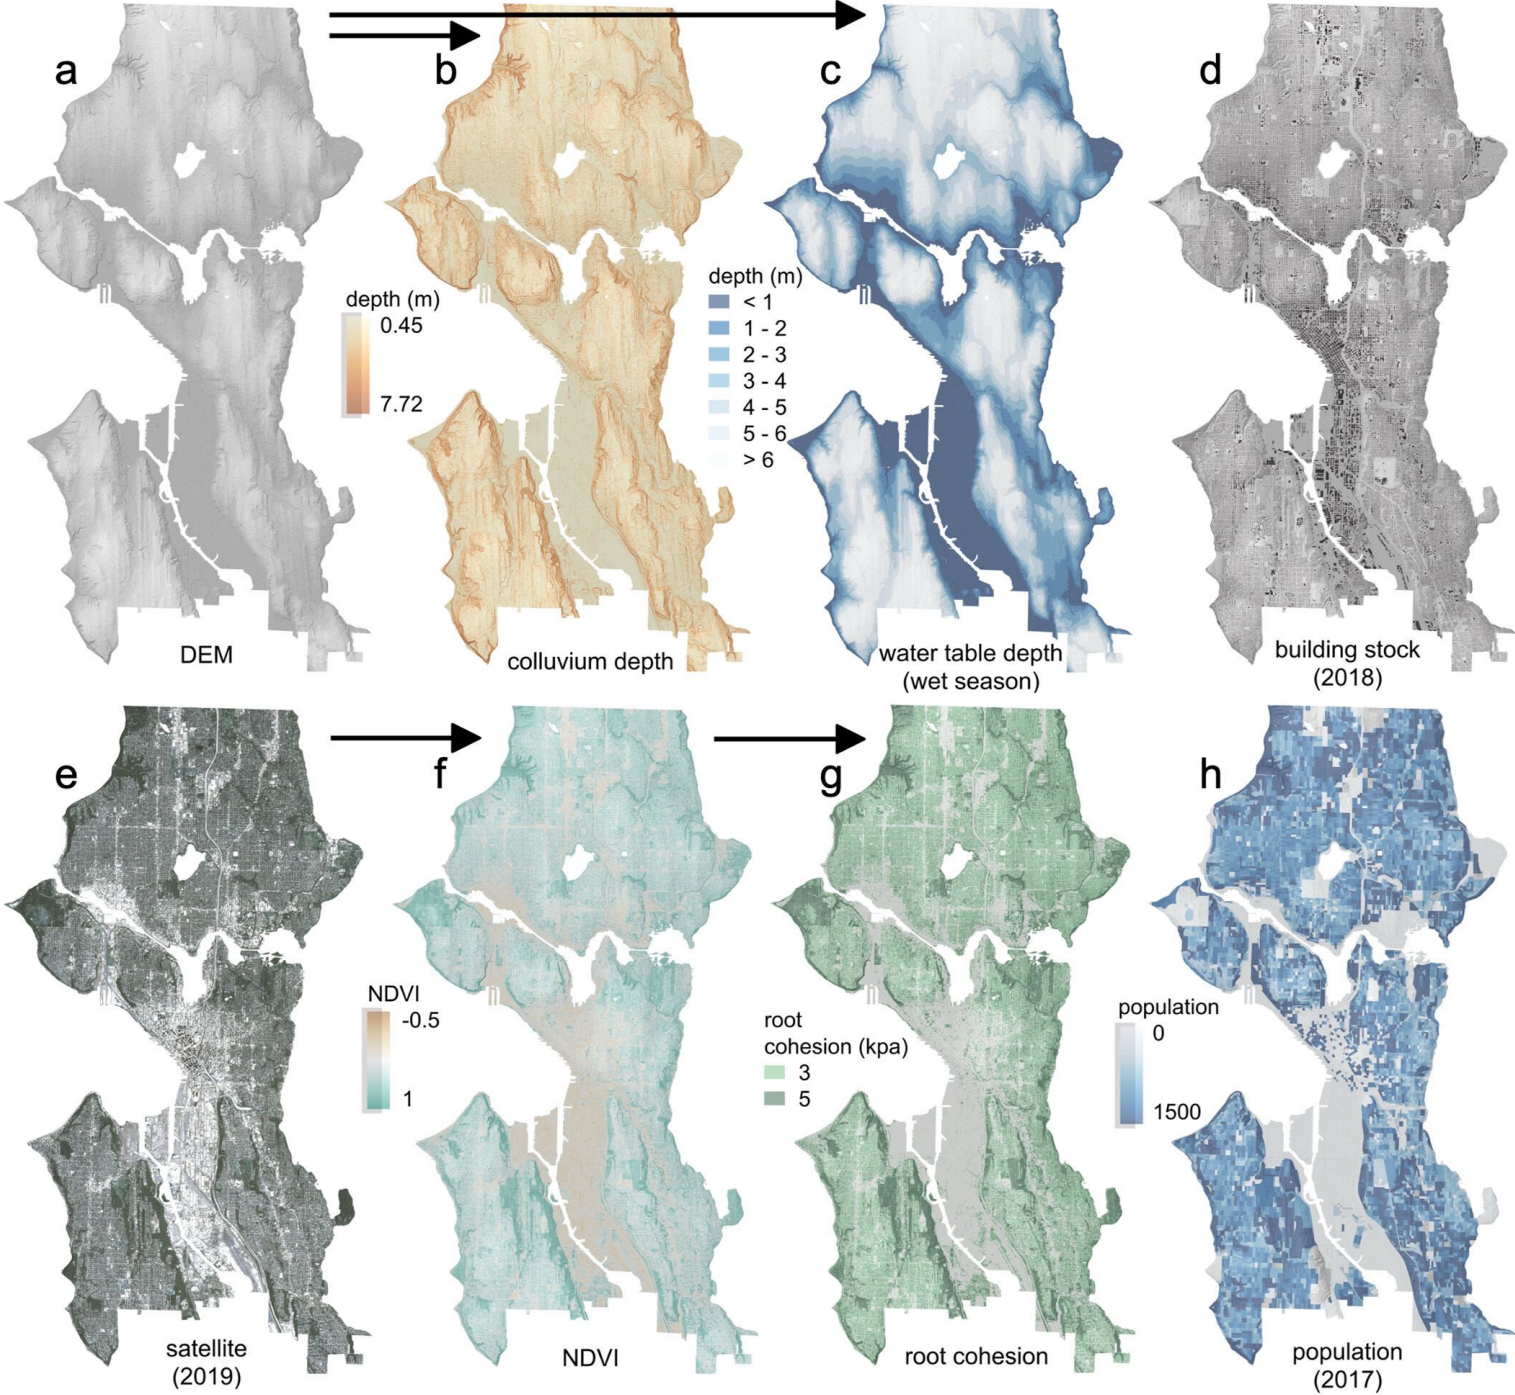 a
b
c
d
depth (m)
0.45
7.72
depth (m)
< 1
1 - 2
2 - 3
3 - 4
4 - 5
5 - 6
> 6
DEM
colluvium depth
water table depth
(wet season)
building stock
(2018)
e
f
g
h
NDVI
-0.5
1
root
cohesion (kpa)
3
5
population
0
1500
satellite
(2019)
NDVI
root cohesion
population
(2017)